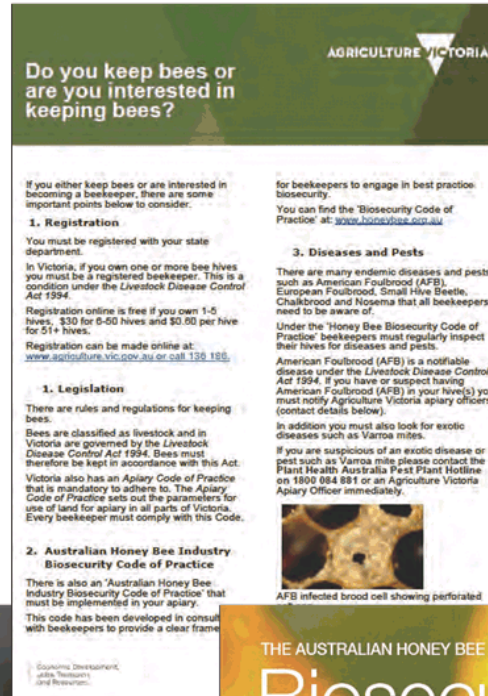 AGRICULTURE VICTORIA
Do you keep bees or
are you interested in
keeping bees?
If you either keep bees or are interested in
becoming a beekeeper, there are some
important points below to consider.
1. Registration
You must be registered with your state
department.
In Victoria, if you own one or more bee hives
you must be a registered beekeeper. This is a
condition under the Livestock Disease Control
Act 1994.
Registration online is free if you own 1-5
hives, $30 for 6-50 hives and $0.60 per hive
for 51+ hives.
Registration can be made online at:
www.agriculture.vic.gov.au or call 136 186.
1. Legislation
There are rules and regulations for keeping
bees.
Bees are classified as livestock and in
Victoria are governed by the Livestock
Disease Control Act 1994. Bees must
therefore be kept in accordance with this Act.
Victoria also has an Apiary Code of Practice
that is mandatory to adhere to. The Apiary
Code of Practice sets out the parameters for
use of land for apiary in all parts of Victoria.
Every beekeeper must comply with this Code.
2. Australian Honey Bee Industry
Biosecurity Code of Practice
There is also an 'Australian Honey Bee
Industry Biosecurity Code of Practice' that
must be implemented in your apiary.
This code has been developed in consult
with beekeepers to provide a clear frame
Economic Development,
Jobs, Transport
and Resources
for beekeepers to engage in best practice
biosecurity.
You can find the 'Biosecurity Code of
Practice' at: www.honeybee.org.au
3. Diseases and Pests
There are many endemic diseases and pests
such as American Foulbrood (AFB),
European Foulbrood, Small Hive Beetle,
Chalkbrood and Nosema that all beekeepers
need to be aware of.
Under the 'Honey Bee Biosecurity Code of
Practice' beekeepers must regularly inspect
their hives for diseases and pests.
American Foulbrood (AFB) is a notifiable
disease under the Livestock Disease Control
Act 1994. If you have or suspect having
American Foulbrood (AFB) in your hive(s) yo
must notify Agriculture Victoria apiary officers
(contact details below).
In addition you must also look for exotic
diseases such as Varroa mites.
If you are suspicious of an exotic disease or
pest such as Varroa mite please contact the
Plant Health Australia Pest Plant Hotline
on 1800 084 881 or an Agriculture Victoria
Apiary Officer immediately.
AFB infected brood cell showing perforated
THE AUSTRALIAN HONEY BEE